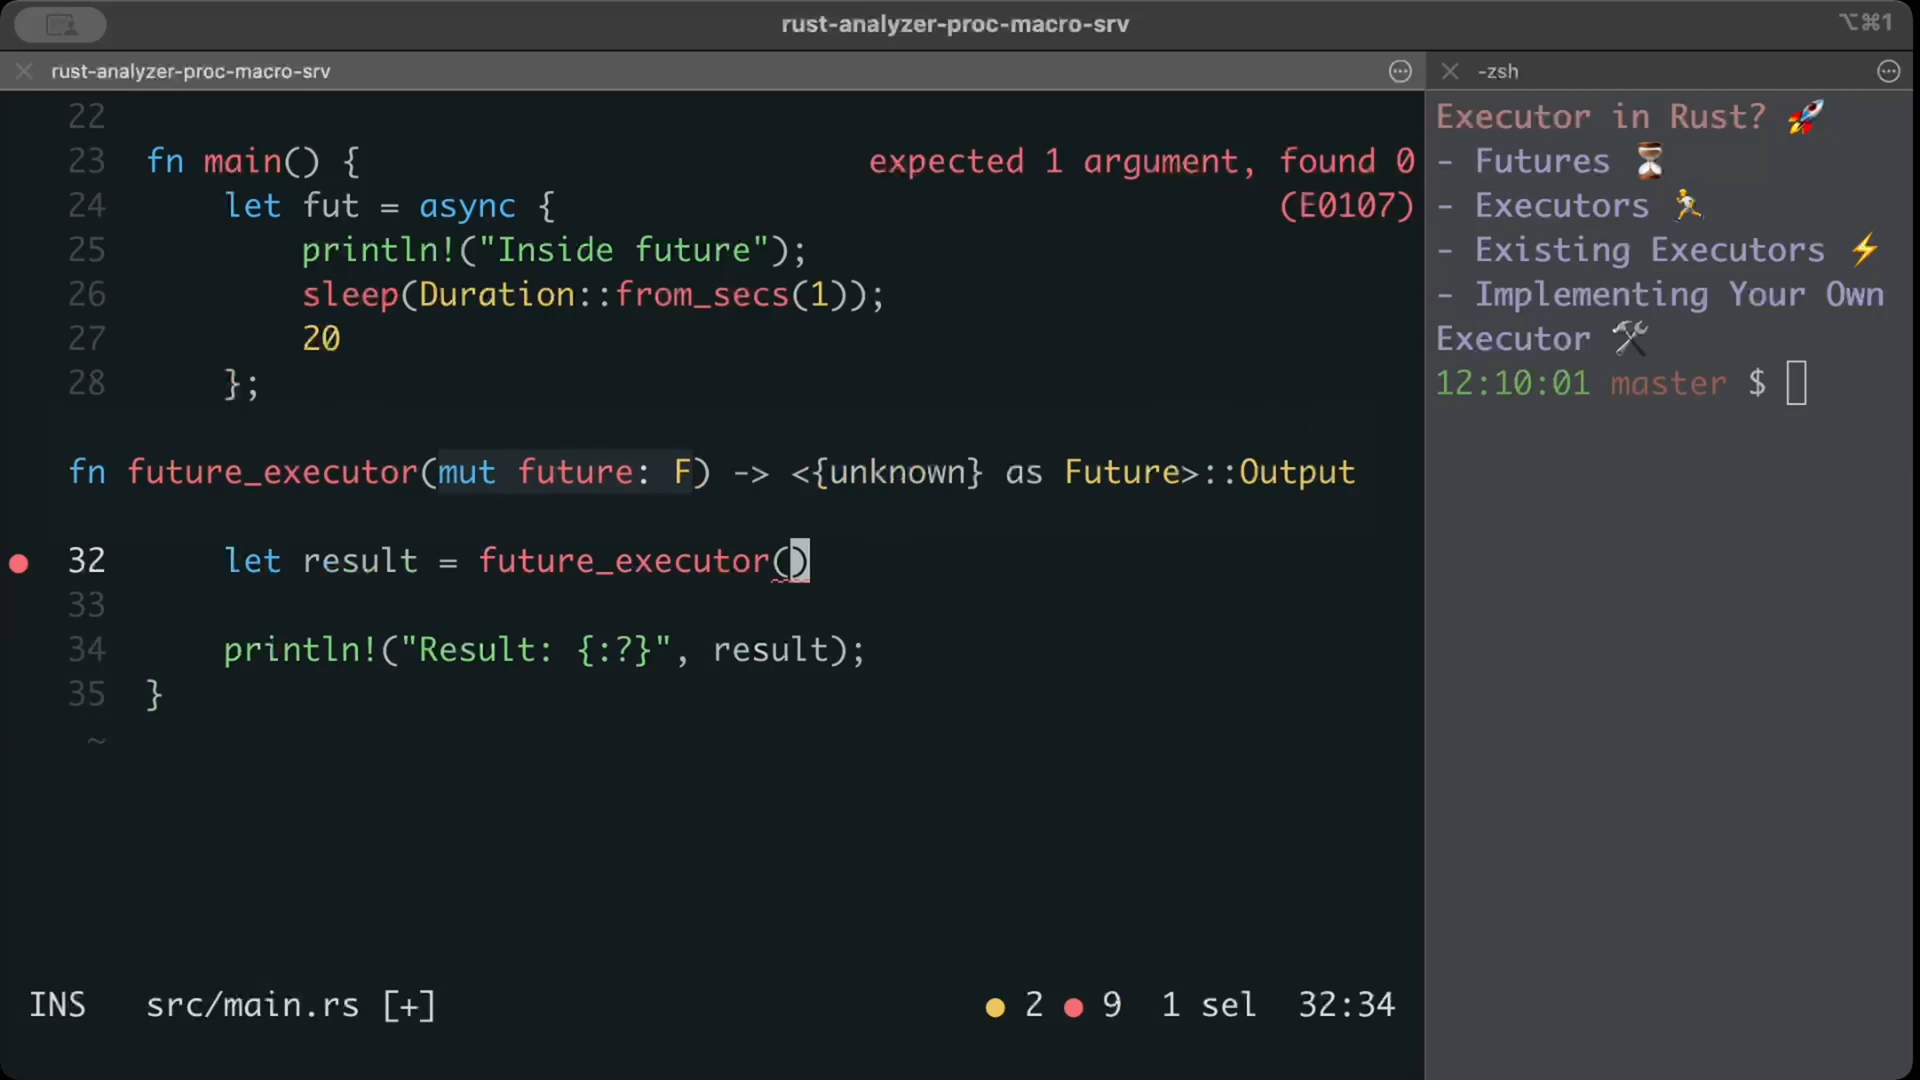 rust-analyzer-proc-macro-srv
⌥⌘1
rust-analyzer-proc-macro-srv
22
23 fn main() { expected 1 argument, found 0
24 let fut = async { (E0107)
25 println!("Inside future");
26 sleep(Duration::from_secs(1));
27 20
28 };
fn future_executor(mut future: F) -> <{unknown} as Future>::Output
32 let result = future_executor()
33
34 println!("Result: {:?}", result);
35 }
~
INS src/main.rs [+] 2 9 1 sel 32:34
-zsh
Executor in Rust? 🚀
- Futures ⏳
- Executors 🏃
- Existing Executors ⚡
- Implementing Your Own
Executor 🛠
12:10:01 master $